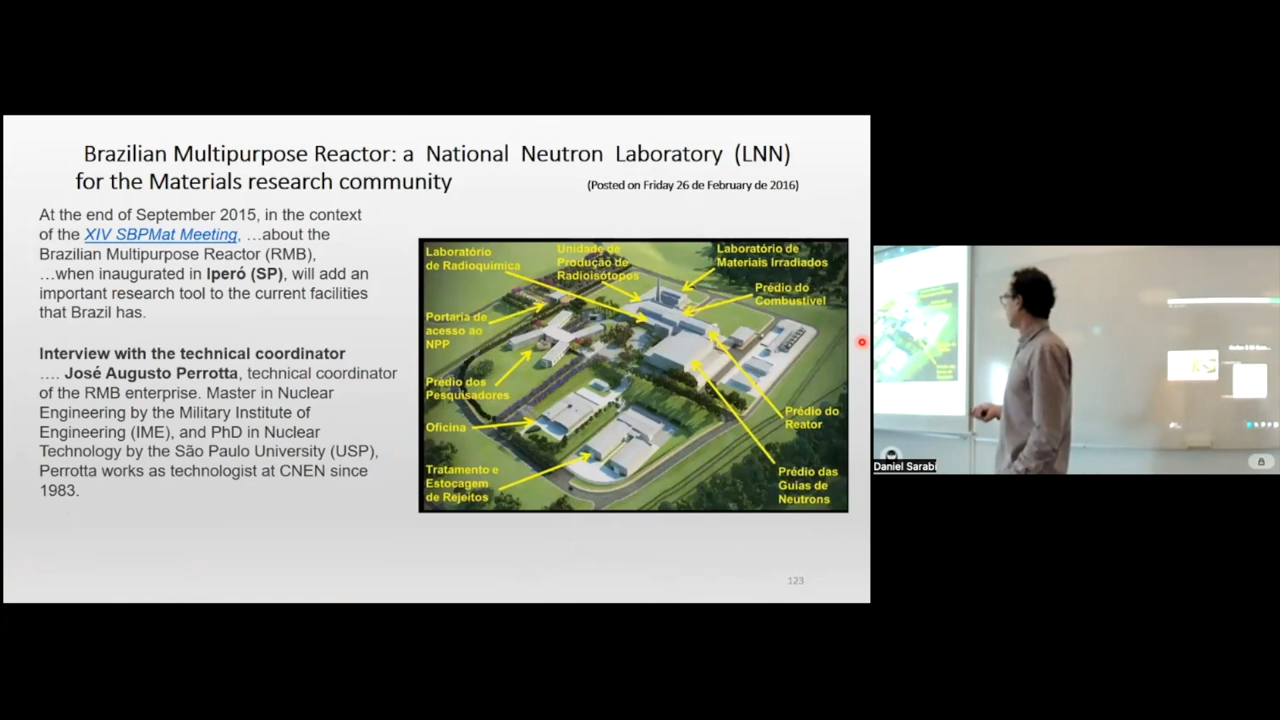 Brazilian Multipurpose Reactor: a National Neutron Laboratory (LNN)
for the Materials research community
(Posted on Friday 26 de February de 2016)
At the end of September 2015, in the context
of the XIV SBPMat Meeting, …about the
Brazilian Multipurpose Reactor (RMB),
…when inaugurated in Iperó (SP), will add an
important research tool to the current facilities
that Brazil has.
Interview with the technical coordinator
…. José Augusto Perrotta, technical coordinator
of the RMB enterprise. Master in Nuclear
Engineering by the Military Institute of
Engineering (IME), and PhD in Nuclear
Technology by the São Paulo University (USP),
Perrotta works as technologist at CNEN since
1983.
Laboratório
de Radioquímica
Unidade de
Produção de
Radioisótopos
Laboratório de
Materiais Irradiados
Prédio do
Combustível
Portaria de
acesso ao
NPP
Prédio dos
Pesquisadores
Oficina
Prédio do
Reator
Tratamento e
Estocagem
de Rejeitos
Prédio das
Guias de
Neutrons
123
Daniel Sarabi